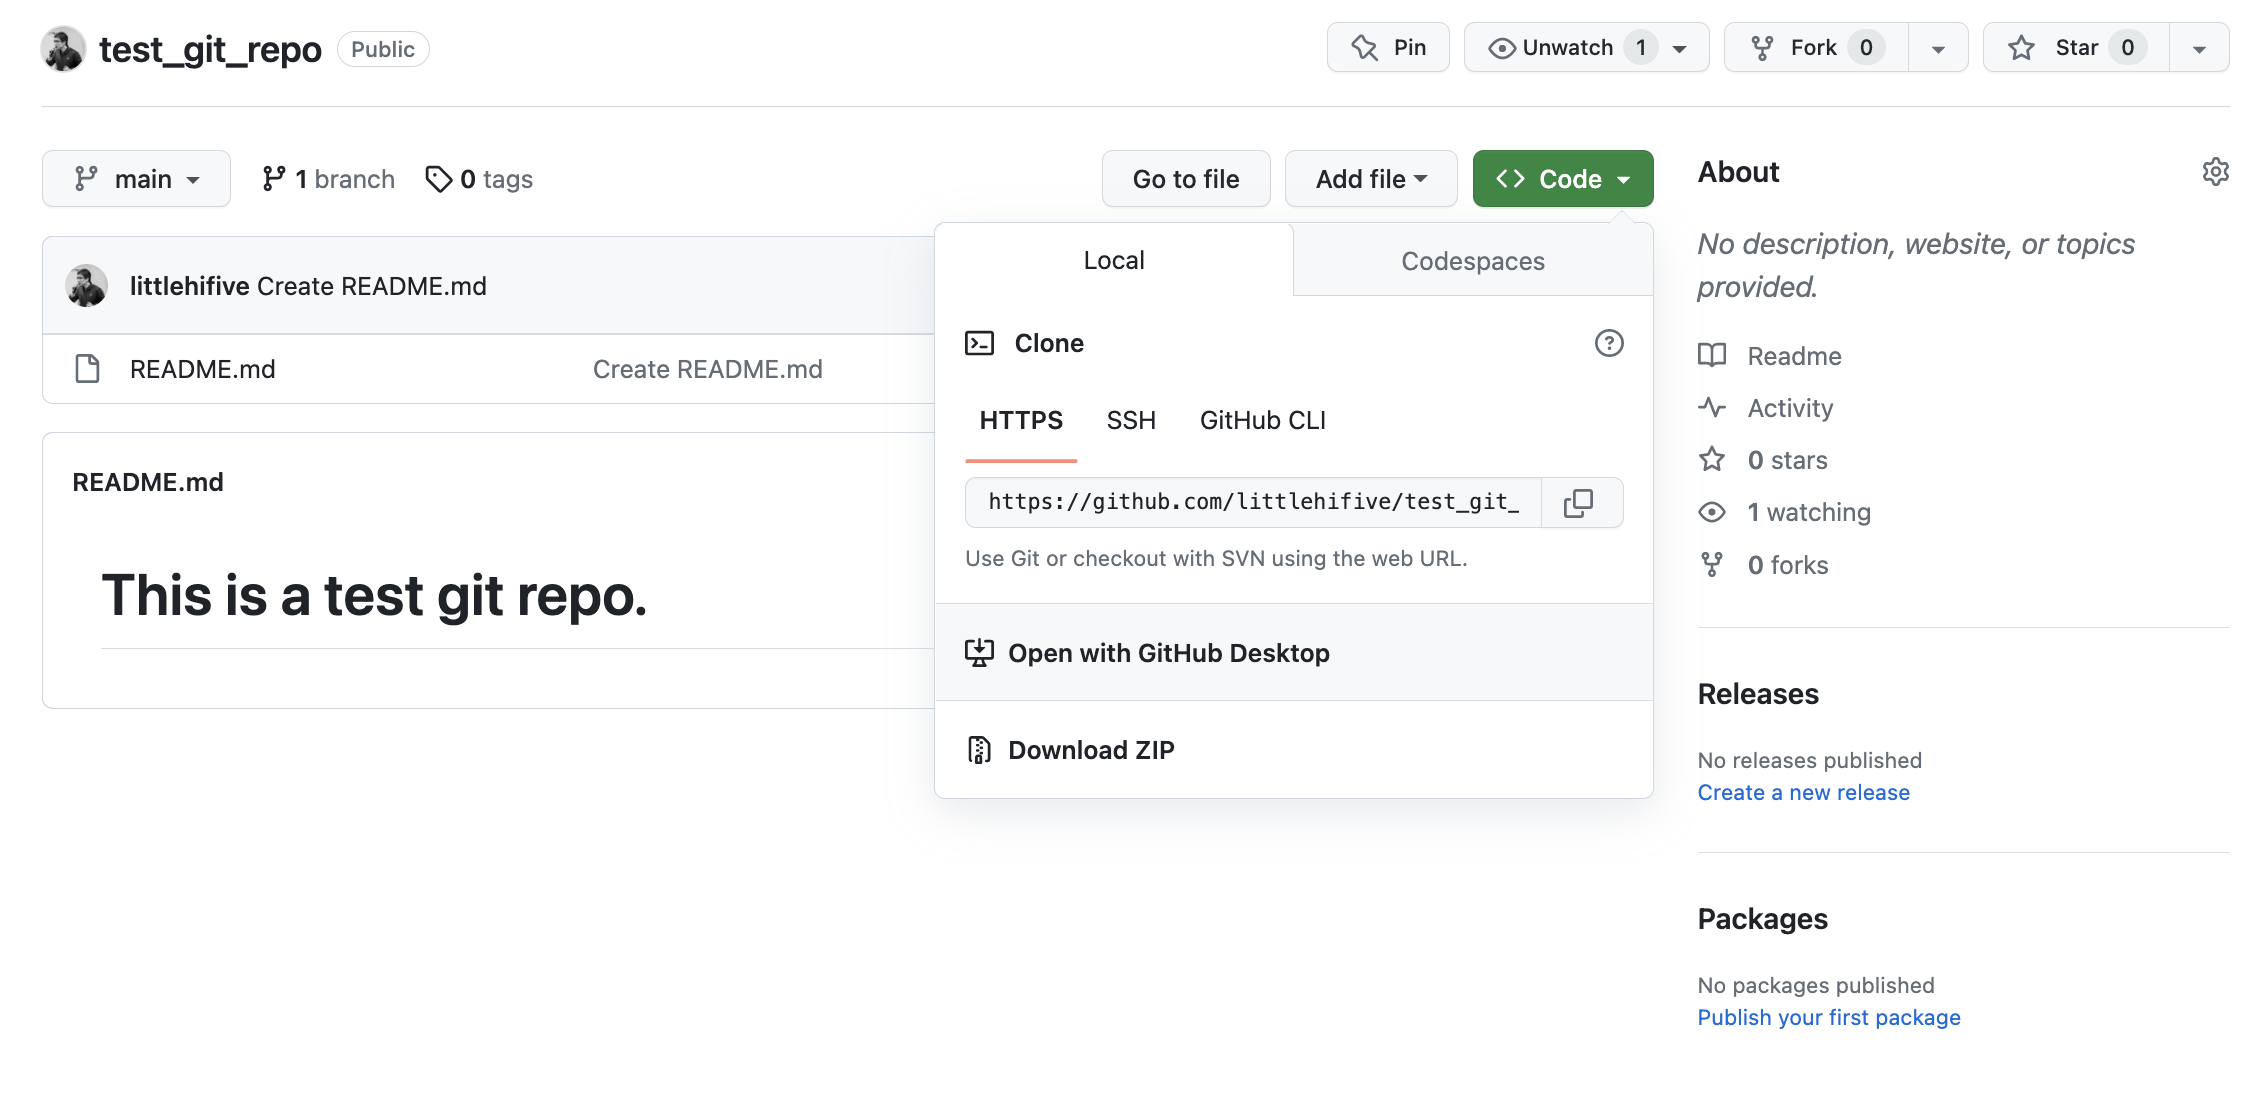 test_git_repo Public
Pin
Unwatch 1
Fork 0
Star 0
main
1 branch
0 tags
Go to file
Add file
<> Code
littlehifive Create README.md
README.md Create README.md
README.md
This is a test git repo.
Local
Codespaces
Clone
HTTPS SSH GitHub CLI
https://github.com/littlehifive/test_git_
Use Git or checkout with SVN using the web URL.
Open with GitHub Desktop
Download ZIP
About
No description, website, or topics
provided.
Readme
Activity
0 stars
1 watching
0 forks
Releases
No releases published
Create a new release
Packages
No packages published
Publish your first package